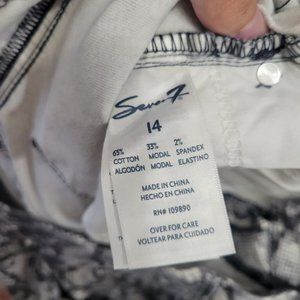 Seven7
14
65% 33% 2%
COTTON MODAL SPANDEX
ALGODÓN MODAL ELASTINO
MADE IN CHINA
HECHO EN CHINA
RN# 109890
OVER FOR CARE
VOLTEAR PARA CUIDADO